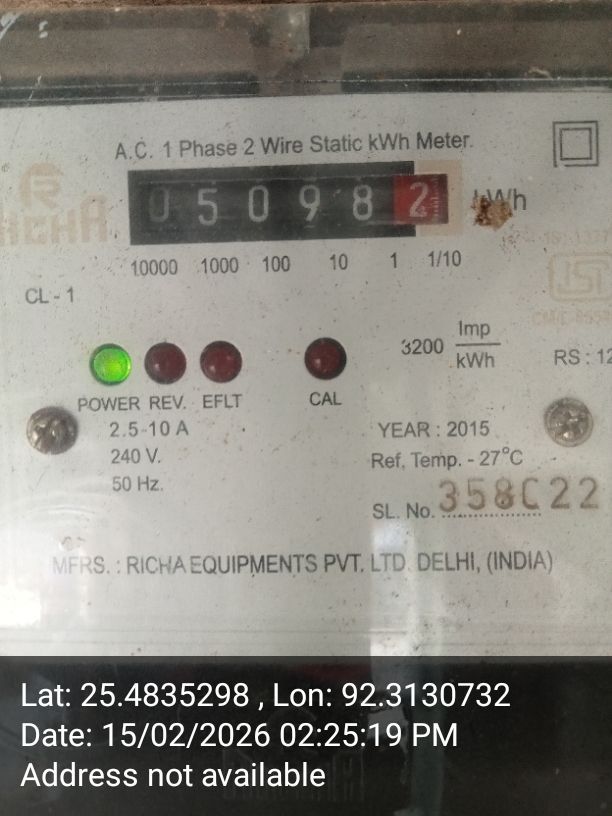 A.C. 1 Phase 2 Wire Static kWh Meter.
RICHA
050982 kWh
10000 1000 100 10 1 1/10
CL - 1
3200 Imp/kWh
RS : 12
POWER REV. EFLT CAL
2.5-10 A
YEAR : 2015
240 V.
Ref. Temp. - 27°C
50 Hz.
SL. No. 358C22
MFRS. : RICHA EQUIPMENTS PVT. LTD. DELHI, (INDIA)
Lat: 25.4835298 , Lon: 92.3130732
Date: 15/02/2026 02:25:19 PM
Address not available